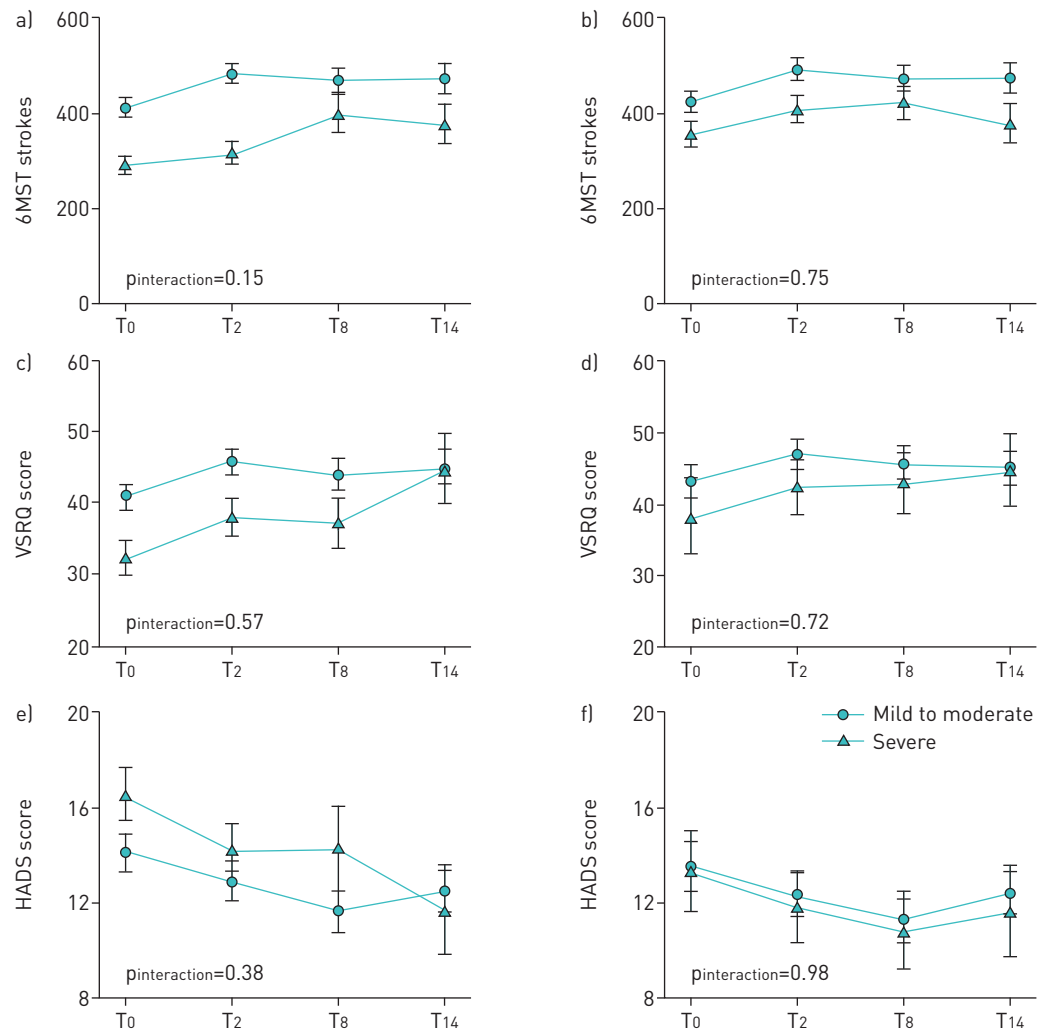 a)
600
400
200
0
6MST strokes
pinteraction=0.15
T0 T2 T8 T14
b)
600
400
200
0
6MST strokes
pinteraction=0.75
T0 T2 T8 T14
c)
60
50
40
30
20
VSRQ score
pinteraction=0.57
T0 T2 T8 T14
d)
60
50
40
30
20
VSRQ score
pinteraction=0.72
T0 T2 T8 T14
e)
20
16
12
8
HADS score
pinteraction=0.38
T0 T2 T8 T14
f)
20
16
12
8
HADS score
Mild to moderate
Severe
pinteraction=0.98
T0 T2 T8 T14